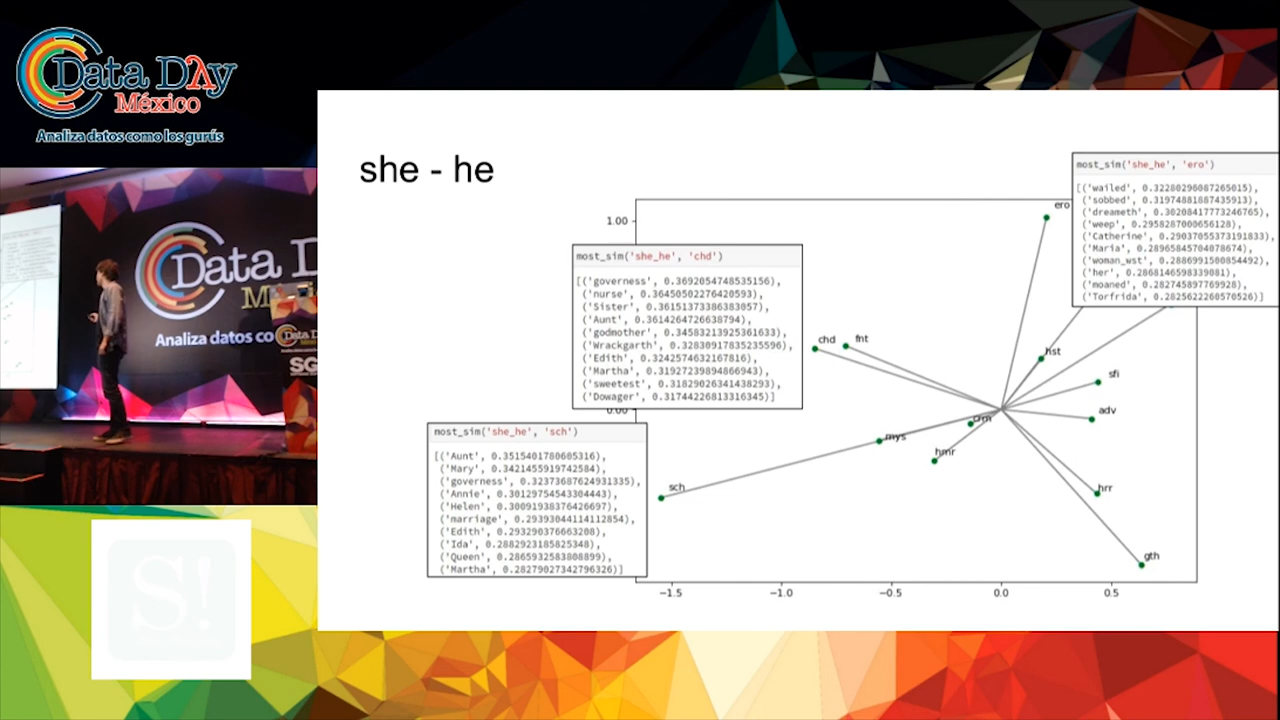 Data Day
México
Analiza datos como los gurús
Data D
Analiza datos co
Data D
SG
S!
she - he
most_sim('she_he', 'ero')
[('wailed', 0.32280296087265015),
('sobbed', 0.31974881887435913),
('dreameth', 0.30208417773246765),
('weep', 0.2958287000656128),
('Catherine', 0.29037055373191833),
('Maria', 0.28965845704078674),
('woman_wst', 0.2886991500854492),
('her', 0.2868146598339081),
('moaned', 0.282745897769928),
('Torfrida', 0.2825622260570526)]
most_sim('she_he', 'chd')
[('governess', 0.3692054748535156),
('nurse', 0.36450502276420593),
('Sister', 0.36151373386383057),
('Aunt', 0.3614264726638794),
('godmother', 0.34583213925361633),
('Wrackgarth', 0.32830917835235596),
('Edith', 0.3242574632167816),
('Martha', 0.31927239894866943),
('sweetest', 0.31829026341438293),
('Dowager', 0.31744226813316345)]
most_sim('she_he', 'sch')
[('Aunt', 0.3515401780605316),
('Mary', 0.3421455919742584),
('governess', 0.32373687624931335),
('Annie', 0.30129754543304443),
('Helen', 0.30091938376426697),
('marriage', 0.29393044114112854),
('Edith', 0.293290376663208),
('Ida', 0.2882923185825348),
('Queen', 0.2865932583808899),
('Martha', 0.28279027342796326)]
1.00
0.00
ero
chd
fnt
hst
sfi
adv
mys
hmr
sch
hrr
gth
−1.5
−1.0
−0.5
0.0
0.5